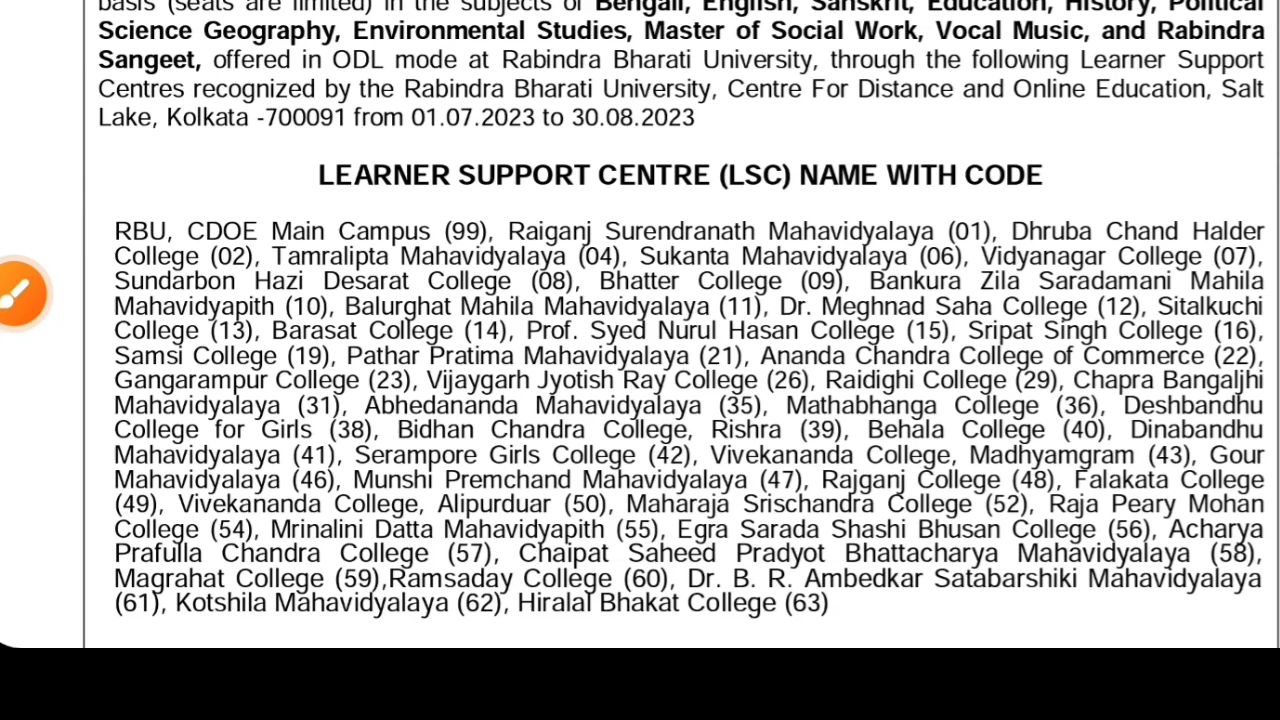 basis (seats are limited) in the subjects of Bengali, English, Sanskrit, Education, History, Political
Science Geography, Environmental Studies, Master of Social Work, Vocal Music, and Rabindra
Sangeet, offered in ODL mode at Rabindra Bharati University, through the following Learner Support
Centres recognized by the Rabindra Bharati University, Centre For Distance and Online Education, Salt
Lake, Kolkata -700091 from 01.07.2023 to 30.08.2023
LEARNER SUPPORT CENTRE (LSC) NAME WITH CODE
RBU, CDOE Main Campus (99), Raiganj Surendranath Mahavidyalaya (01), Dhruba Chand Halder
College (02), Tamralipta Mahavidyalaya (04), Sukanta Mahavidyalaya (06), Vidyanagar College (07),
Sundarbon Hazi Desarat College (08), Bhatter College (09), Bankura Zila Saradamani Mahila
Mahavidyapith (10), Balurghat Mahila Mahavidyalaya (11), Dr. Meghnad Saha College (12), Sitalkuchi
College (13), Barasat College (14), Prof. Syed Nurul Hasan College (15), Sripat Singh College (16),
Samsi College (19), Pathar Pratima Mahavidyalaya (21), Ananda Chandra College of Commerce (22),
Gangarampur College (23), Vijaygarh Jyotish Ray College (26), Raidighi College (29), Chapra Bangaljhi
Mahavidyalaya (31), Abhedananda Mahavidyalaya (35), Mathabhanga College (36), Deshbandhu
College for Girls (38), Bidhan Chandra College, Rishra (39), Behala College (40), Dinabandhu
Mahavidyalaya (41), Serampore Girls College (42), Vivekananda College, Madhyamgram (43), Gour
Mahavidyalaya (46), Munshi Premchand Mahavidyalaya (47), Rajganj College (48), Falakata College
(49), Vivekananda College, Alipurduar (50), Maharaja Srischandra College (52), Raja Peary Mohan
College (54), Mrinalini Datta Mahavidyapith (55), Egra Sarada Shashi Bhusan College (56), Acharya
Prafulla Chandra College (57), Chaipat Saheed Pradyot Bhattacharya Mahavidyalaya (58),
Magrahat College (59),Ramsaday College (60), Dr. B. R. Ambedkar Satabarshiki Mahavidyalaya
(61), Kotshila Mahavidyalaya (62), Hiralal Bhakat College (63)